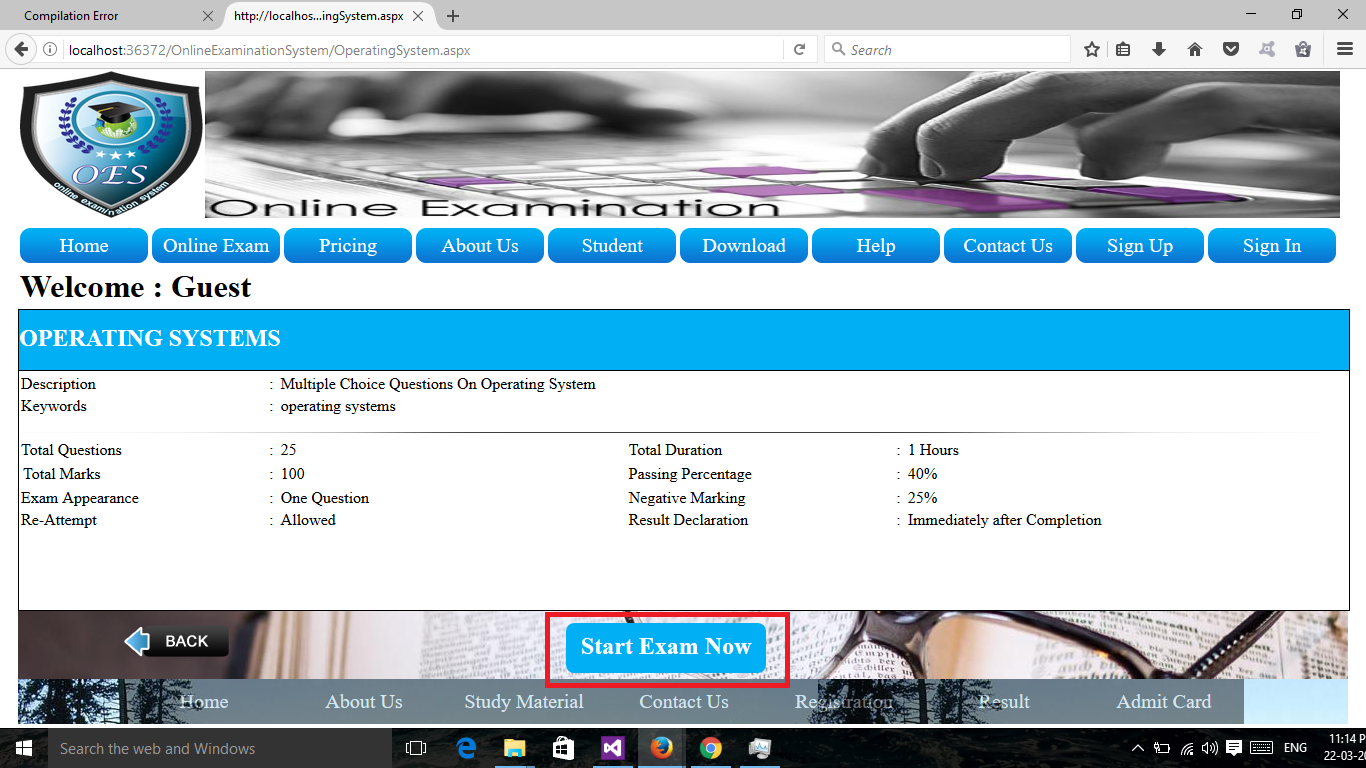 Compilation Error
http://localhos...ingSystem.aspx
localhost:36372/OnlineExaminationSystem/OperatingSystem.aspx
Search
OES
online examination system
Online Examination
Home Online Exam Pricing About Us Student Download Help Contact Us Sign Up Sign In
Welcome : Guest
OPERATING SYSTEMS
Description : Multiple Choice Questions On Operating System
Keywords : operating systems
Total Questions : 25 Total Duration : 1 Hours
Total Marks : 100 Passing Percentage : 40%
Exam Appearance : One Question Negative Marking : 25%
Re-Attempt : Allowed Result Declaration : Immediately after Completion
BACK
Start Exam Now
Home About Us Study Material Contact Us Registration Result Admit Card
Search the web and Windows
ENG
11:14 P
22-03-20